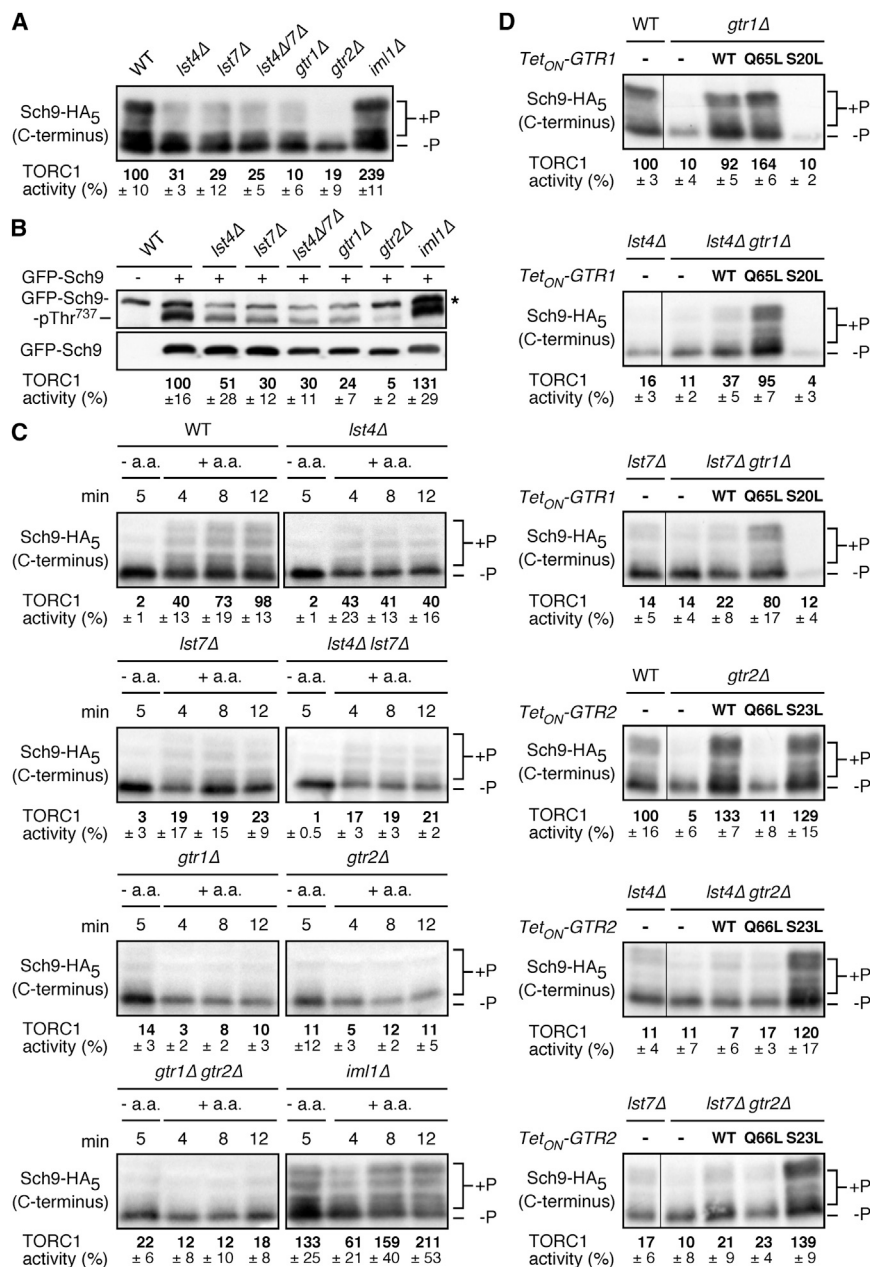 A
WT lst4Δ lst7Δ lst4Δ/7Δ gtr1Δ gtr2Δ iml1Δ
Sch9-HA5
(C-terminus)
+P
-P
TORC1 100 31 29 25 10 19 239
activity (%) ± 10 ± 3 ± 12 ± 5 ± 6 ± 9 ±11
B
WT lst4Δ lst7Δ lst4Δ/7Δ gtr1Δ gtr2Δ iml1Δ
GFP-Sch9 - + + + + + + +
GFP-Sch9- *
-pThr737
GFP-Sch9
TORC1 100 51 30 30 24 5 131
activity (%) ±16 ± 28 ± 12 ± 11 ± 7 ± 2 ± 29
C
WT lst4Δ
- a.a. + a.a. - a.a. + a.a.
min 5 4 8 12 5 4 8 12
Sch9-HA5
(C-terminus)
+P
-P
TORC1 2 40 73 98 2 43 41 40
activity (%) ± 1 ± 13 ± 19 ± 13 ± 1 ± 23 ± 13 ± 16
lst7Δ lst4Δ lst7Δ
- a.a. + a.a. - a.a. + a.a.
min 5 4 8 12 5 4 8 12
Sch9-HA5
(C-terminus)
+P
-P
TORC1 3 19 19 23 1 17 19 21
activity (%) ± 3 ± 17 ± 15 ± 9 ± 0.5 ± 3 ± 3 ± 2
gtr1Δ gtr2Δ
- a.a. + a.a. - a.a. + a.a.
min 5 4 8 12 5 4 8 12
Sch9-HA5
(C-terminus)
+P
-P
TORC1 14 3 8 10 11 5 12 11
activity (%) ± 3 ± 2 ± 2 ± 3 ±12 ± 3 ± 2 ± 5
gtr1Δ gtr2Δ iml1Δ
- a.a. + a.a. - a.a. + a.a.
min 5 4 8 12 5 4 8 12
Sch9-HA5
(C-terminus)
+P
-P
TORC1 22 12 12 18 133 61 159 211
activity (%) ± 6 ± 8 ± 10 ± 8 ± 25 ± 21 ± 40 ± 53
D
WT gtr1Δ
TetON-GTR1 - - WT Q65L S20L
Sch9-HA5
(C-terminus)
+P
-P
TORC1 100 10 92 164 10
activity (%) ± 3 ± 4 ± 5 ± 6 ± 2
lst4Δ lst4Δ gtr1Δ
TetON-GTR1 - - WT Q65L S20L
Sch9-HA5
(C-terminus)
+P
-P
TORC1 16 11 37 95 4
activity (%) ± 3 ± 2 ± 5 ± 7 ± 3
lst7Δ lst7Δ gtr1Δ
TetON-GTR1 - - WT Q65L S20L
Sch9-HA5
(C-terminus)
+P
-P
TORC1 14 14 22 80 12
activity (%) ± 5 ± 4 ± 8 ± 17 ± 4
WT gtr2Δ
TetON-GTR2 - - WT Q66L S23L
Sch9-HA5
(C-terminus)
+P
-P
TORC1 100 5 133 11 129
activity (%) ± 16 ± 6 ± 7 ± 8 ± 15
lst4Δ lst4Δ gtr2Δ
TetON-GTR2 - - WT Q66L S23L
Sch9-HA5
(C-terminus)
+P
-P
TORC1 11 11 7 17 120
activity (%) ± 4 ± 7 ± 6 ± 3 ± 17
lst7Δ lst7Δ gtr2Δ
TetON-GTR2 - - WT Q66L S23L
Sch9-HA5
(C-terminus)
+P
-P
TORC1 17 10 21 23 139
activity (%) ± 6 ± 8 ± 9 ± 4 ± 9